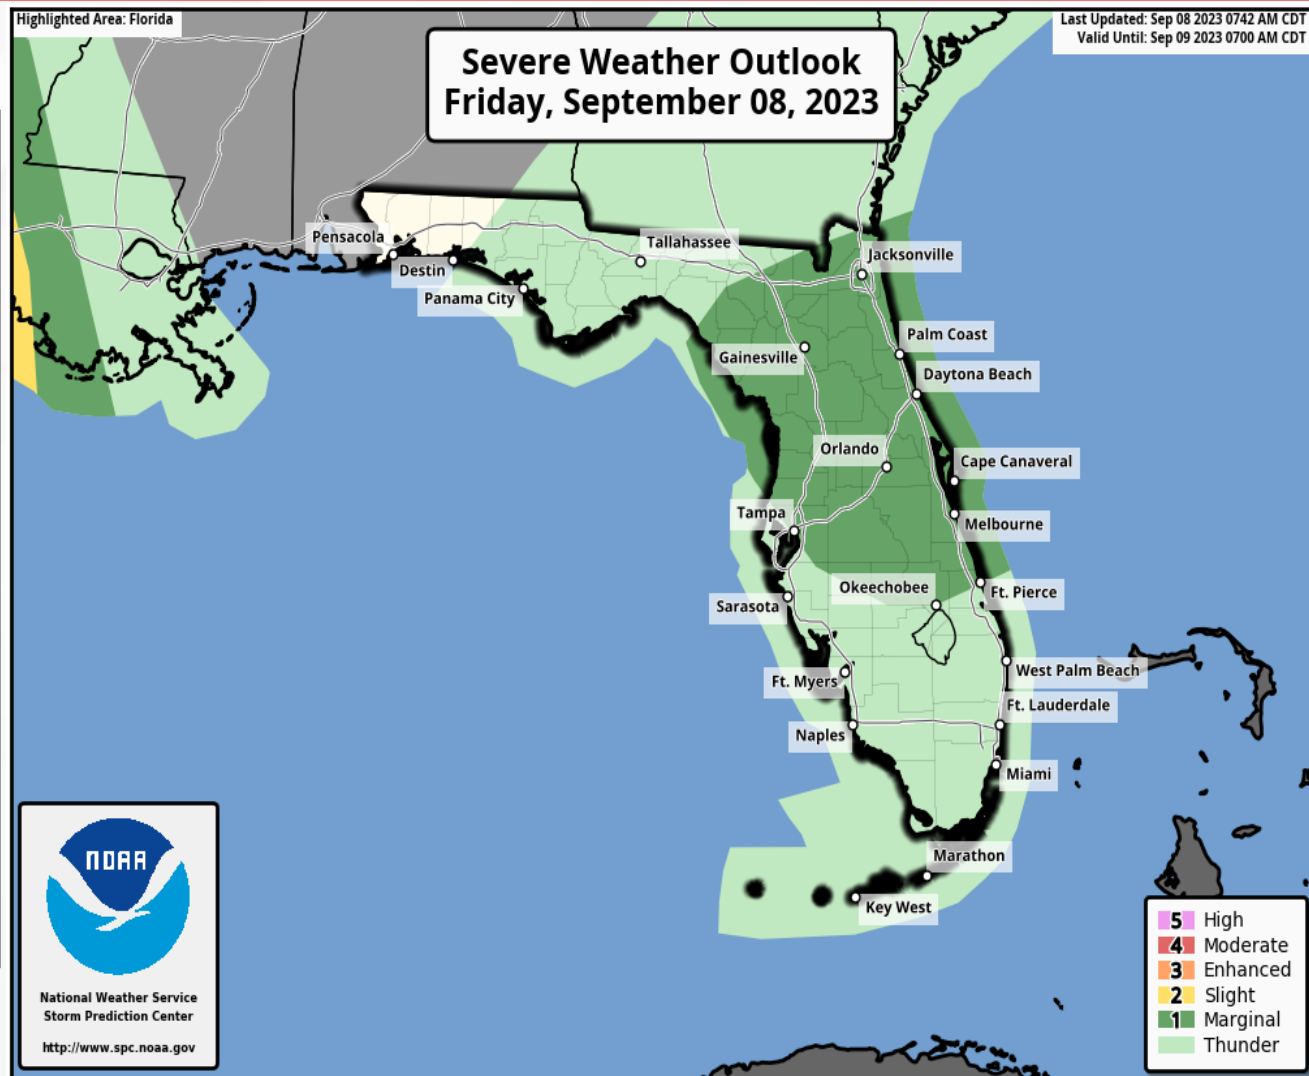 Highlighted Area: Florida
Last Updated: Sep 08 2023 0742 AM CDT
Valid Until: Sep 09 2023 0700 AM CDT
Severe Weather Outlook
Friday, September 08, 2023
Pensacola
Tallahassee
Jacksonville
Destin
Panama City
Palm Coast
Gainesville
Daytona Beach
Orlando
Cape Canaveral
Tampa
Melbourne
Okeechobee
Ft. Pierce
Sarasota
West Palm Beach
Ft. Myers
Ft. Lauderdale
Naples
Miami
Marathon
Key West
NOAA
National Weather Service
Storm Prediction Center
http://www.spc.noaa.gov
5 High
4 Moderate
3 Enhanced
2 Slight
1 Marginal
Thunder